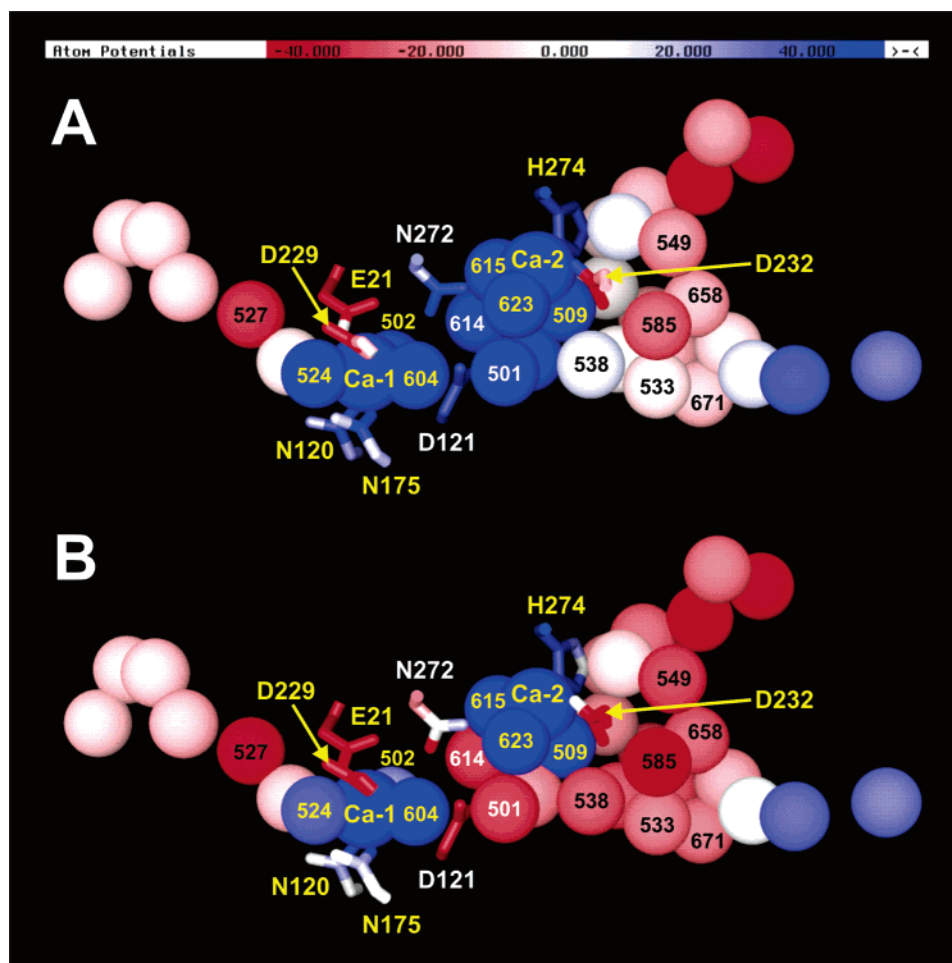 Atom Potentials -40.000 -20.000 0.000 20.000 40.000 >-<
A
H274
N272
D229
E21
615 Ca-2
549
D232
527
502
614
623
509
658
585
524 Ca-1 604
501
538
533
671
N120
D121
N175
B
H274
N272
D229
E21
615 Ca-2
549
D232
527
502
614
623
509
658
585
524 Ca-1 604
501
538
533
671
N120
D121
N175